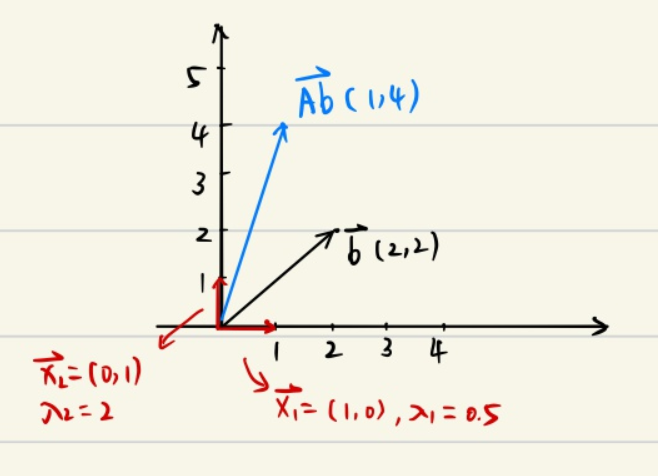 5
Ab (1,4)
4
3
2
b (2,2)
1
1 2 3 4
x₂=(0,1)
λ₂=2
x₁=(1,0), λ₁=0.5